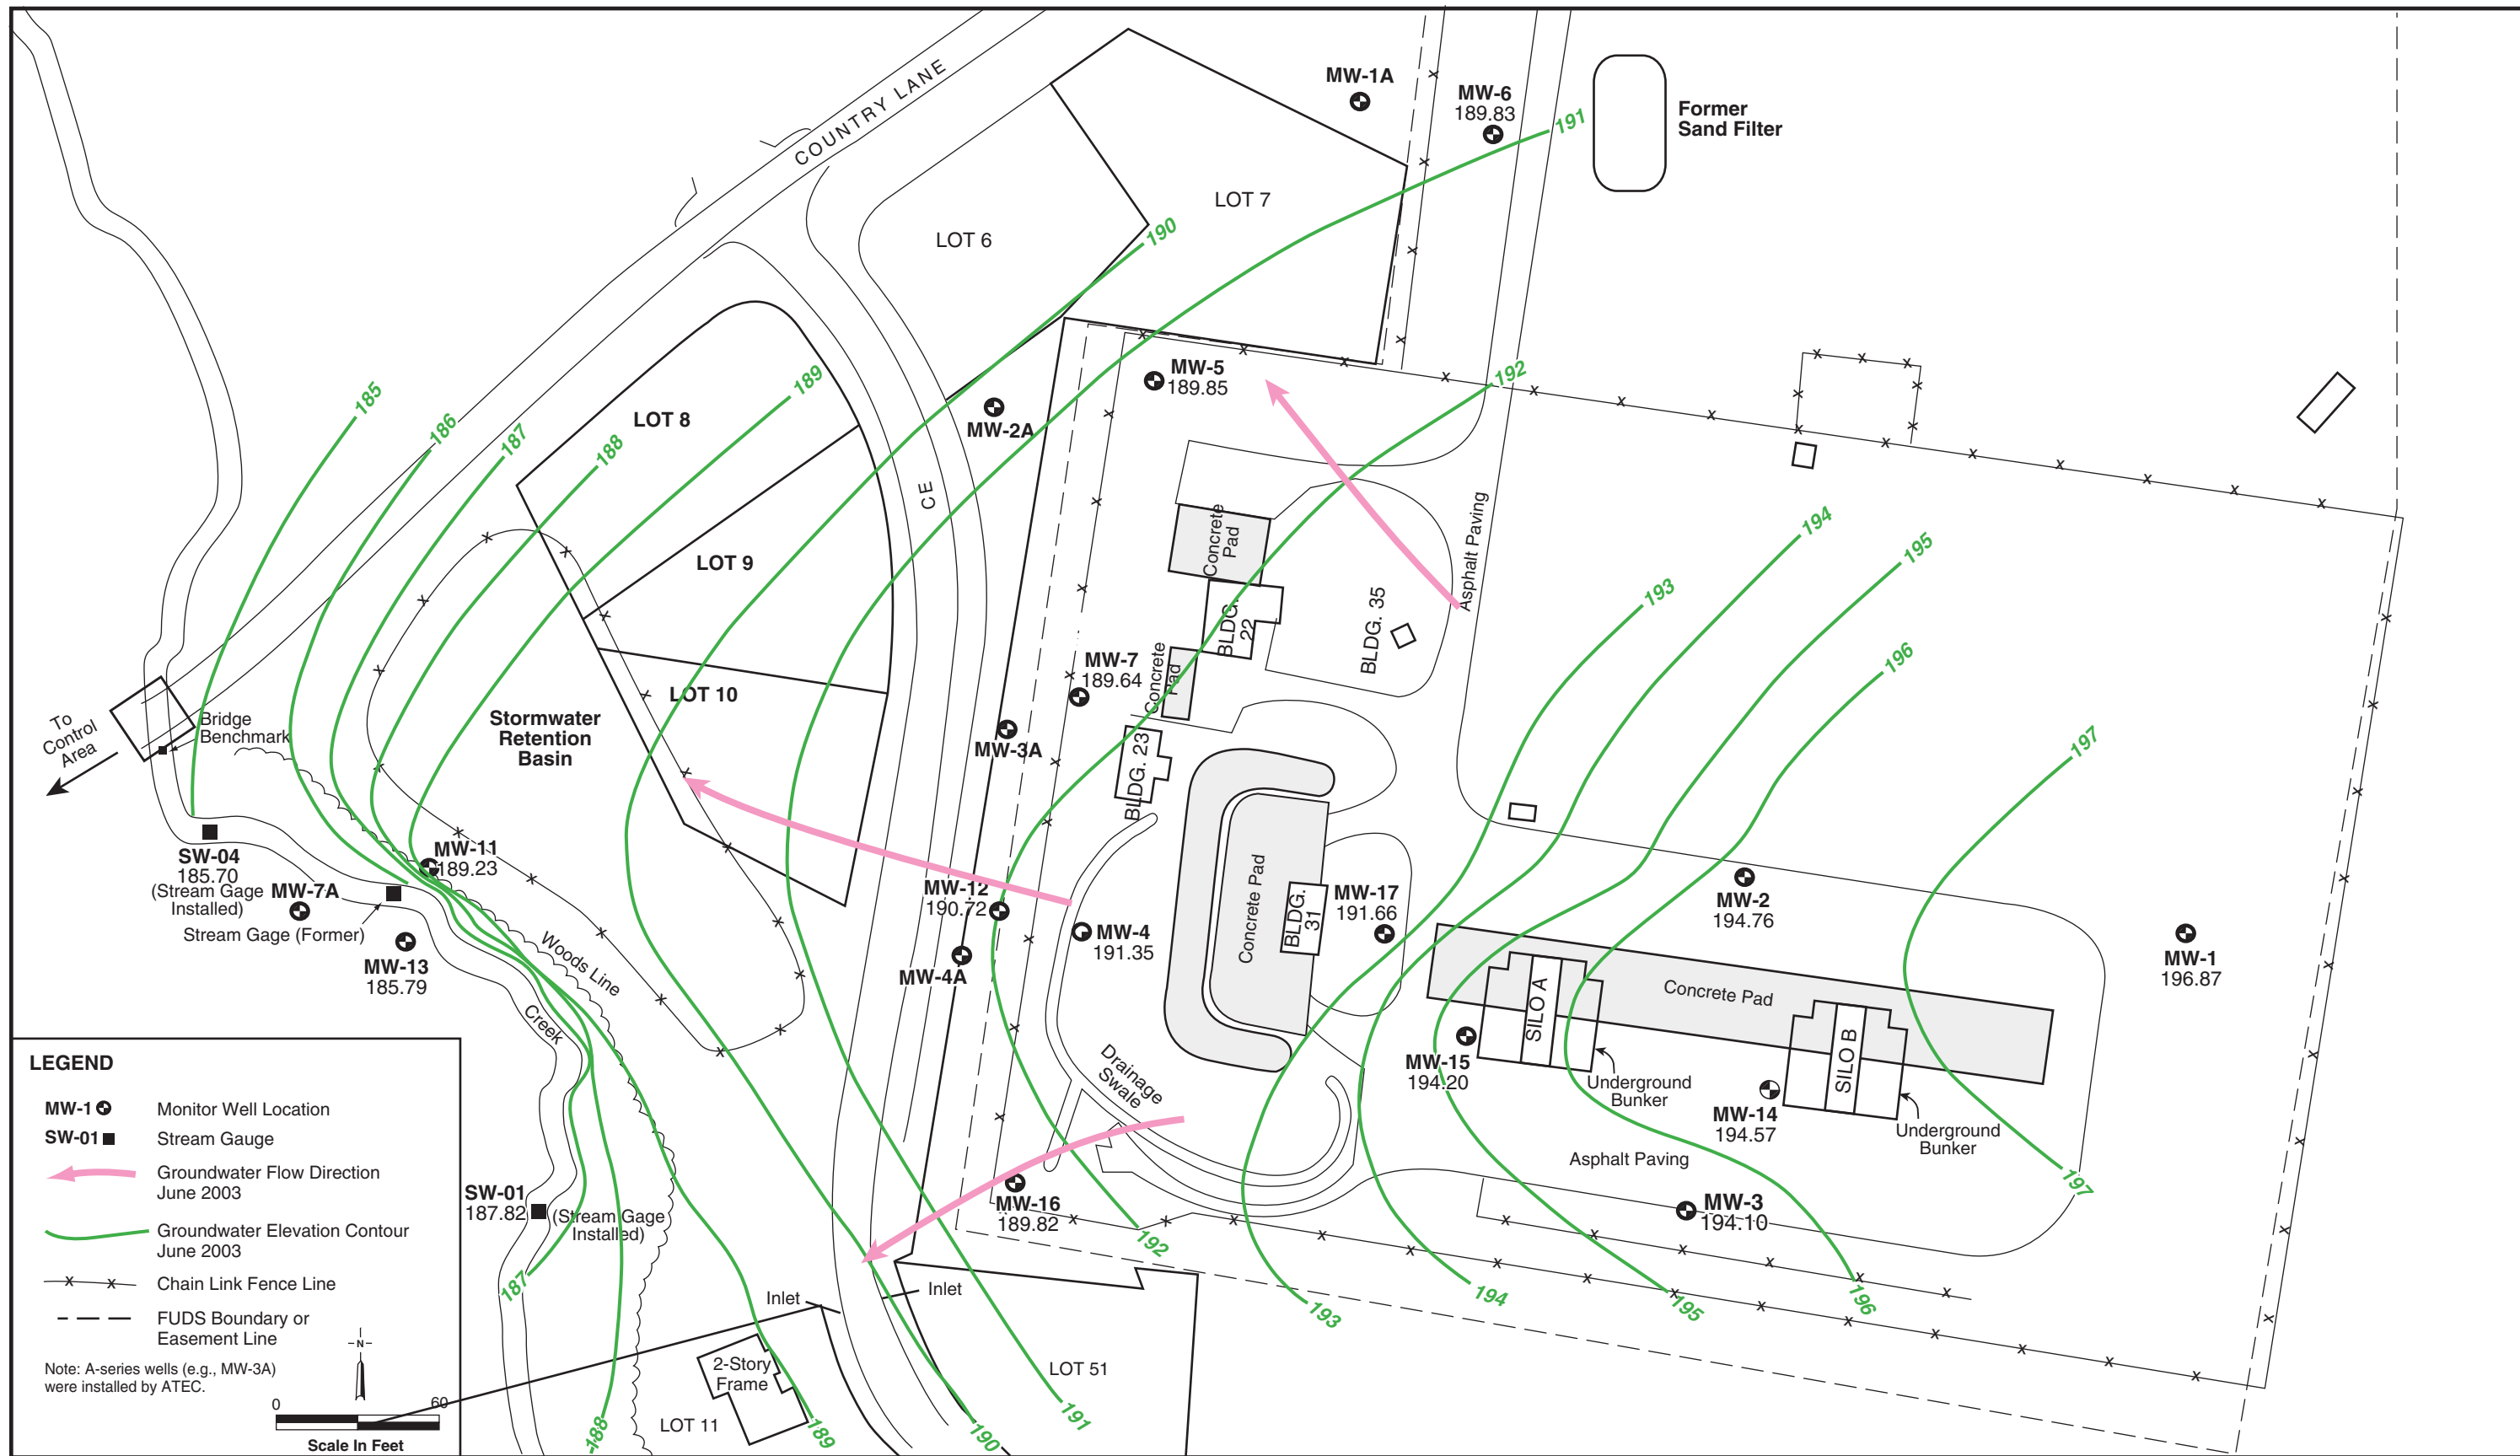 COUNTRY LANE
MW-1A
MW-6
189.83
191
Former
Sand Filter
LOT 7
LOT 6
190
MW-5
189.85
192
185
186
187
188
189
LOT 8
MW-2A
CE
LOT 9
Concrete
Pad
Asphalt Paving
194
195
193
196
BLDG.
22
BLDG. 35
MW-7
189.64
Concrete
Pad
LOT 10
Stormwater
Retention
Basin
To
Control
Area
Bridge
Benchmark
MW-3A
BLDG. 23
197
SW-04
185.70
(Stream Gage
Installed)
MW-11
189.23
MW-7A
Stream Gage (Former)
MW-13
185.79
Woods Line
Creek
MW-12
190.72
MW-4
191.35
MW-4A
Concrete Pad
BLDG.
31
MW-17
191.66
MW-2
194.76
MW-1
196.87
Concrete Pad
SILO A
SILO B
MW-15
194.20
Underground
Bunker
MW-14
194.57
Underground
Bunker
Drainage
Swale
Asphalt Paving
MW-16
189.82
MW-3
194.10
SW-01
187.82
(Stream Gage
Installed)
187
192
193
194
195
196
197
Inlet
Inlet
2-Story
Frame
LOT 11
LOT 51
188
189
190
191
LEGEND
MW-1 Monitor Well Location
SW-01 Stream Gauge
Groundwater Flow Direction
June 2003
Groundwater Elevation Contour
June 2003
x x Chain Link Fence Line
FUDS Boundary or
Easement Line
N
Note: A-series wells (e.g., MW-3A)
were installed by ATEC.
0 60
Scale In Feet